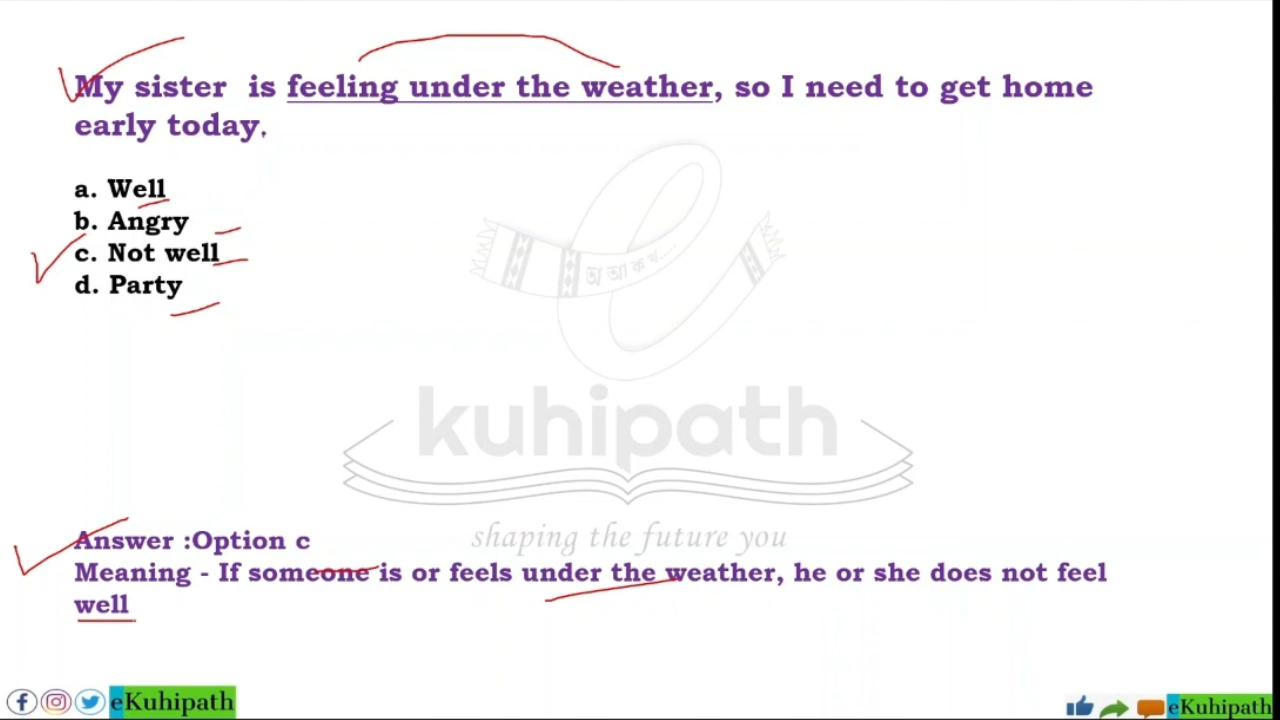 My sister is feeling under the weather, so I need to get home
early today.
a. Well
b. Angry
c. Not well
d. Party
অ আ ক খ.....
kuhipath
shaping the future you
Answer :Option c
Meaning - If someone is or feels under the weather, he or she does not feel
well
eKuhipath
eKuhipath